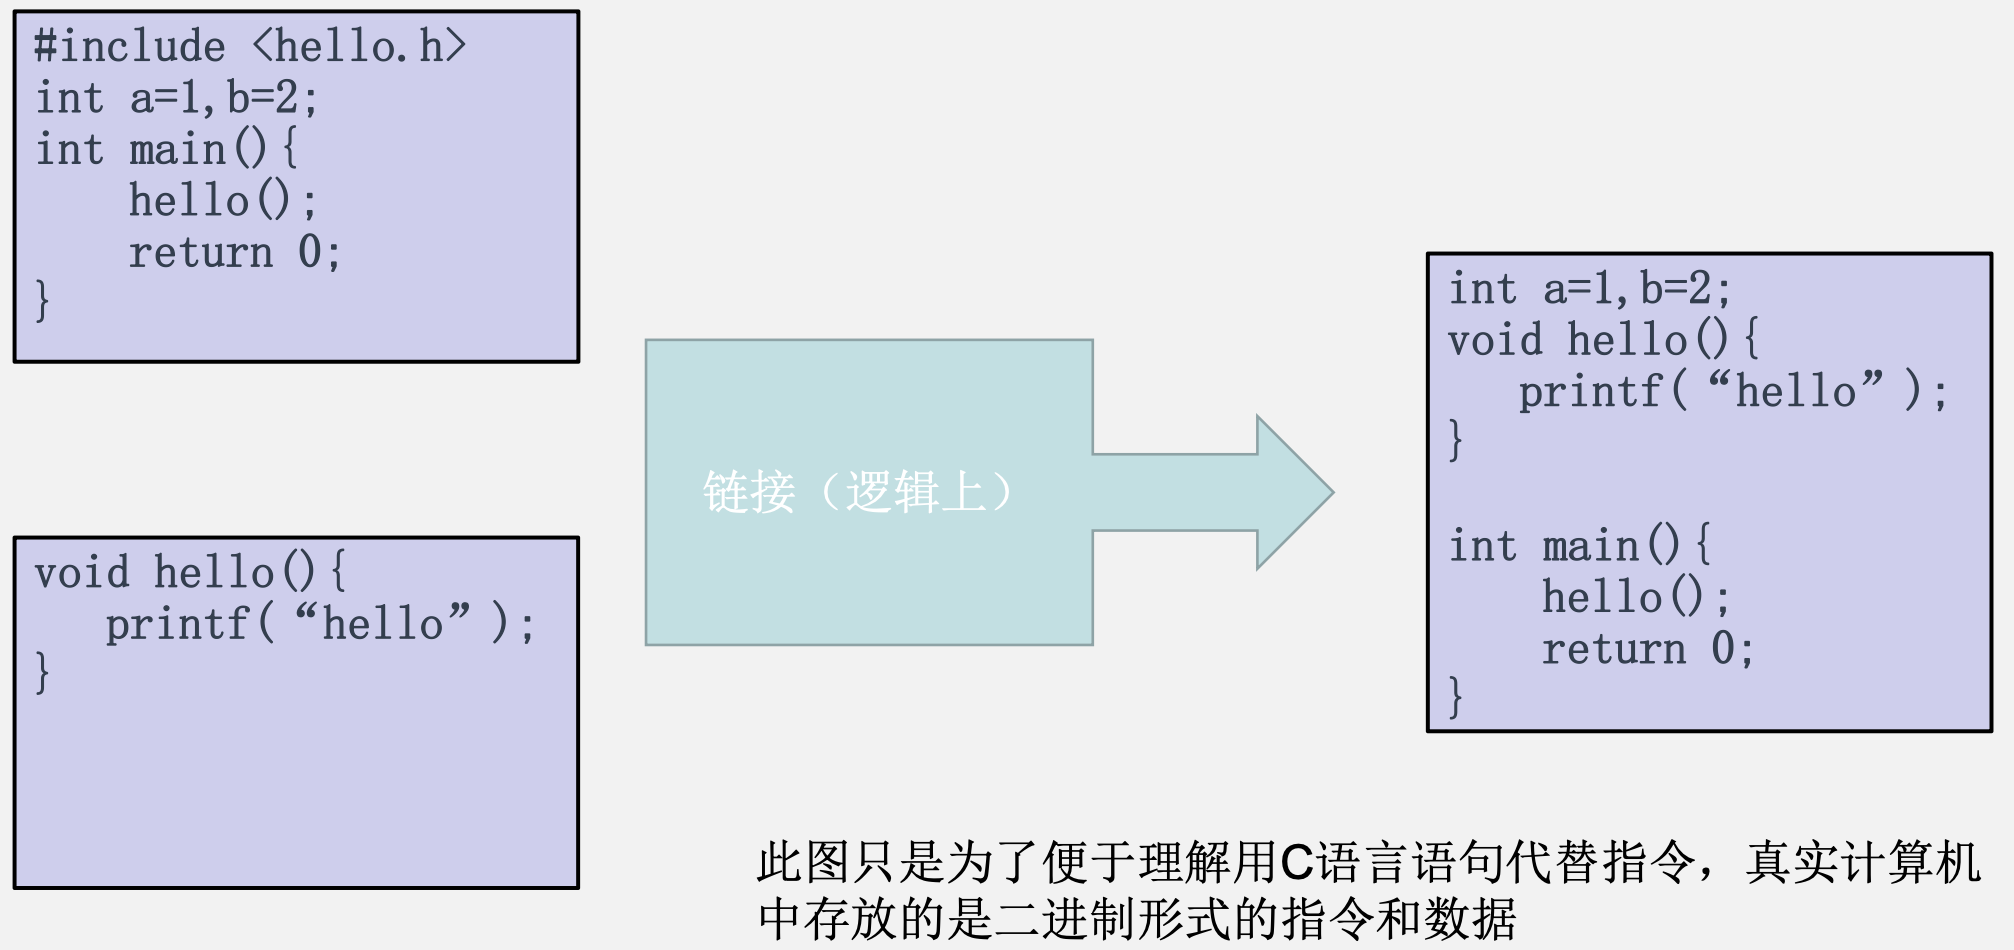 #include <hello.h>
int a=1,b=2;
int main(){
    hello();
    return 0;
}
void hello(){
   printf(“hello”);
}
链接（逻辑上）
int a=1,b=2;
void hello(){
   printf(“hello”);
}
int main(){
    hello();
    return 0;
}
此图只是为了便于理解用C语言语句代替指令，真实计算机
中存放的是二进制形式的指令和数据